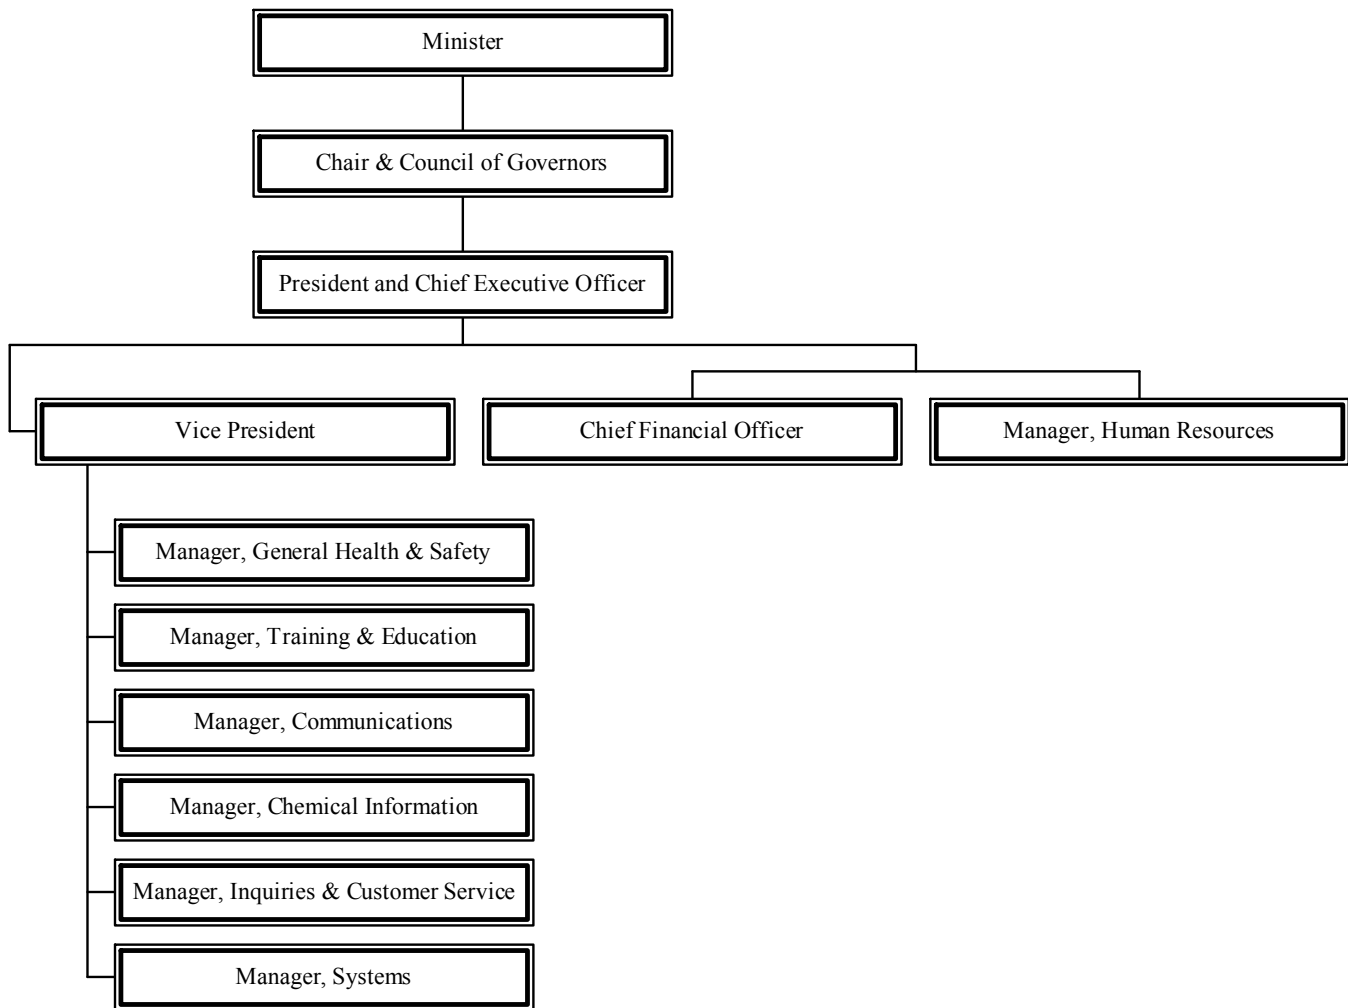 Minister
Chair & Council of Governors
President and Chief Executive Officer
Vice President
Chief Financial Officer
Manager, Human Resources
Manager, General Health & Safety
Manager, Training & Education
Manager, Communications
Manager, Chemical Information
Manager, Inquiries & Customer Service
Manager, Systems